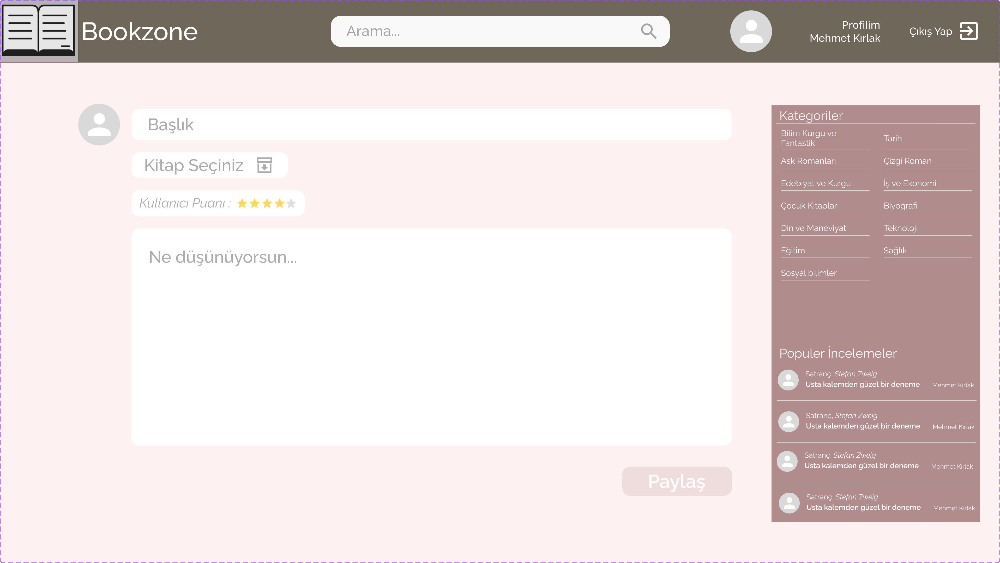 Bookzone
Arama...
Profilim
Mehmet Kırlak
Çıkış Yap
Başlık
Kitap Seçiniz
Kullanıcı Puanı :
Ne düşünüyorsun...
Paylaş
Kategoriler
Bilim Kurgu ve
Fantastik
Tarih
Aşk Romanları
Çizgi Roman
Edebiyat ve Kurgu
İş ve Ekonomi
Çocuk Kitapları
Biyografi
Din ve Maneviyat
Teknoloji
Eğitim
Sağlık
Sosyal bilimler
Populer İncelemeler
Satranç, Stefan Zweig
Usta kalemden güzel bir deneme
Mehmet Kırlak
Satranç, Stefan Zweig
Usta kalemden güzel bir deneme
Mehmet Kırlak
Satranç, Stefan Zweig
Usta kalemden güzel bir deneme
Mehmet Kırlak
Satranç, Stefan Zweig
Usta kalemden güzel bir deneme
Mehmet Kırlak